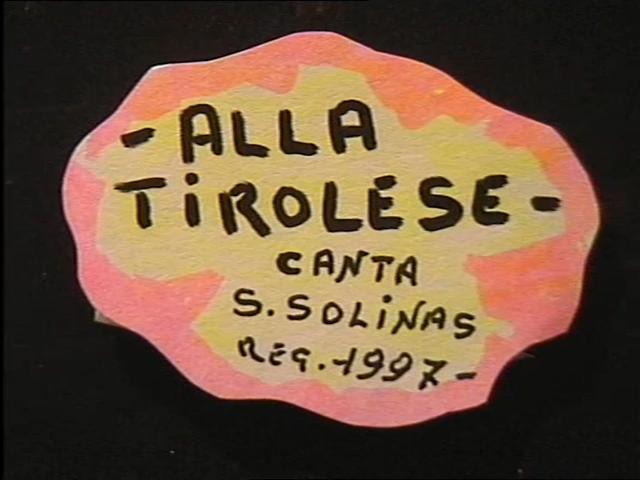 - ALLA
TiROLESE -
CANTA
S. SOLiNAS
REG. - 1997 -